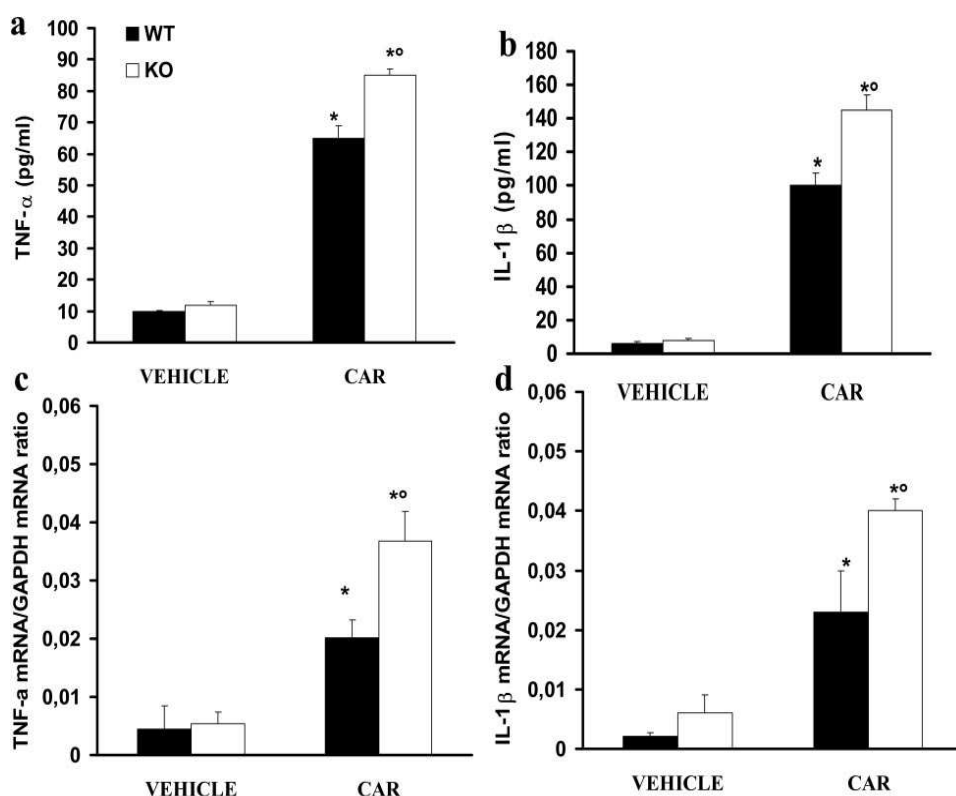 a
WT
KO
TNF-α (pg/ml)
100
90
80
70
60
50
40
30
20
10
0
*
*°
VEHICLE
CAR
b
IL-1β (pg/ml)
180
160
140
120
100
80
60
40
20
0
*
*°
VEHICLE
CAR
c
TNF-a mRNA/GAPDH mRNA ratio
0,06
0,05
0,04
0,03
0,02
0,01
0
*
*°
VEHICLE
CAR
d
IL-1β mRNA/GAPDH mRNA ratio
0,06
0,05
0,04
0,03
0,02
0,01
0
*
*°
VEHICLE
CAR